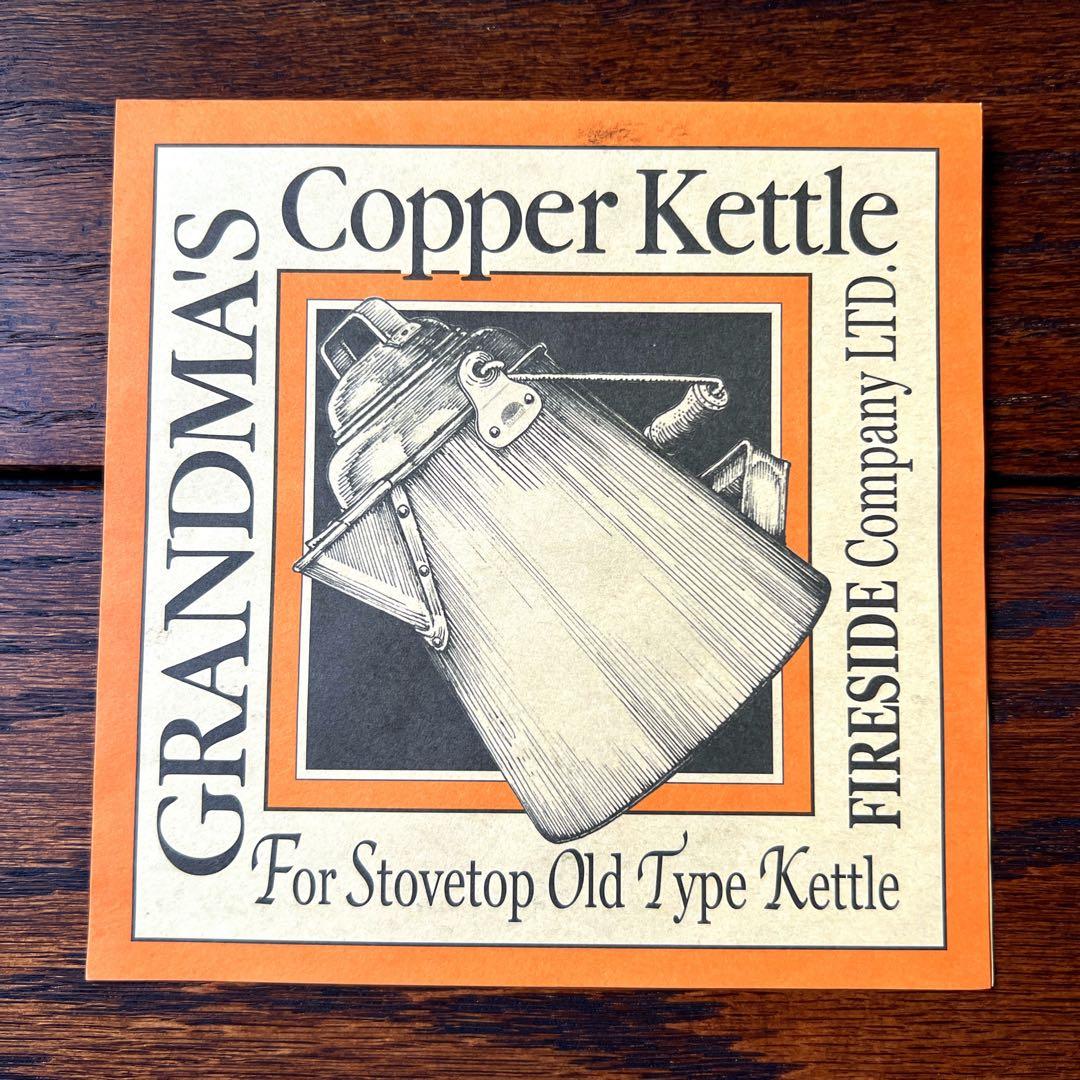 GRANDMA'S
Copper Kettle
FIRESIDE Company LTD.
For Stovetop Old Type Kettle